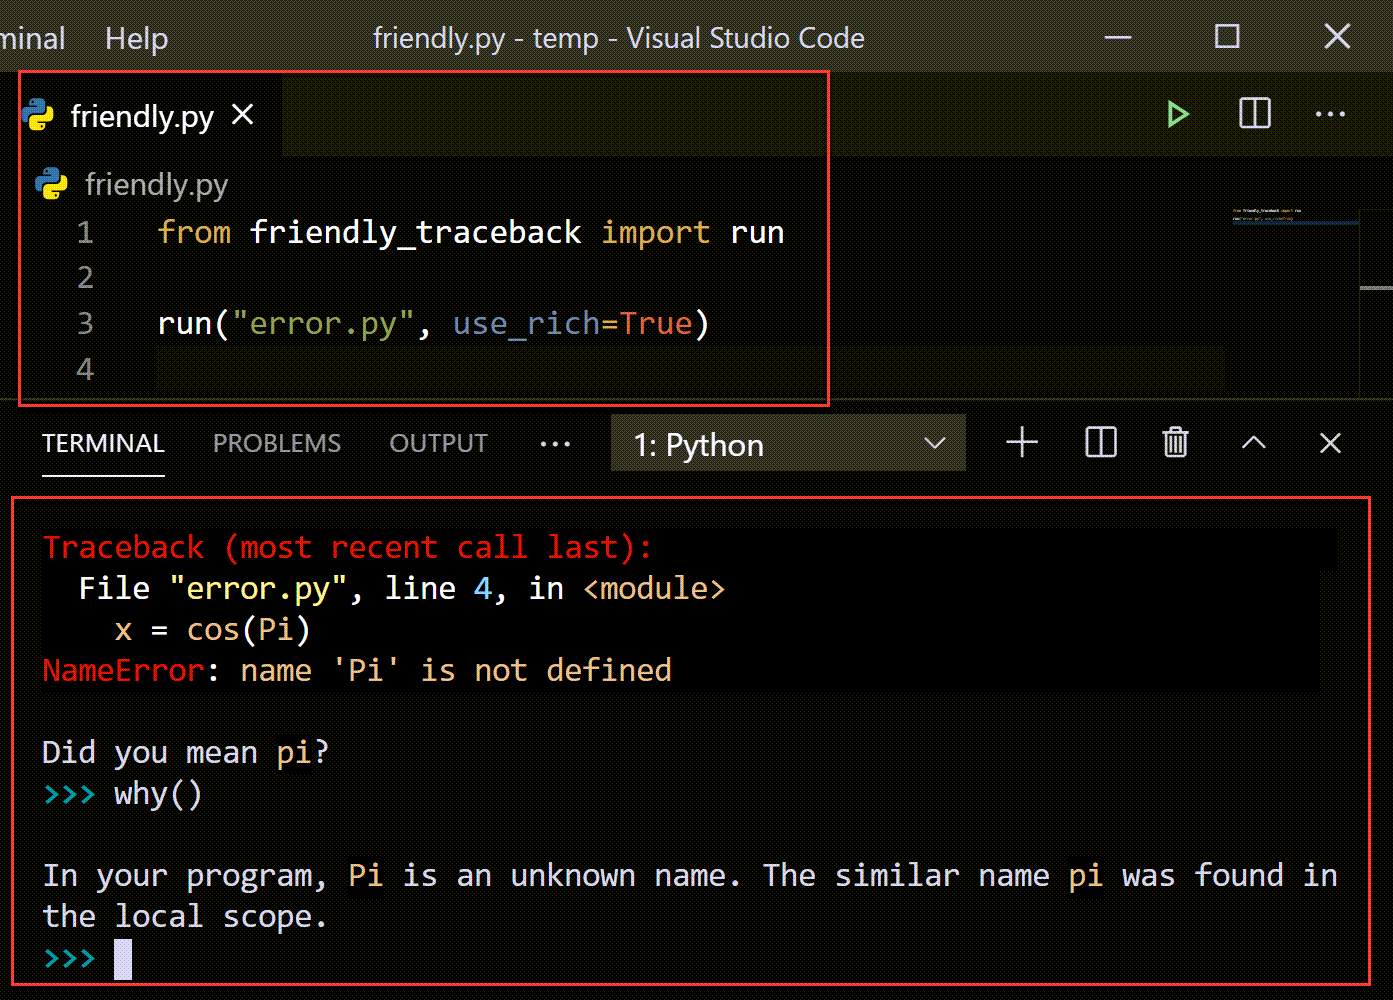 minal Help friendly.py - temp - Visual Studio Code
friendly.py
friendly.py
1 from friendly_traceback import run
2
3 run("error.py", use_rich=True)
4
TERMINAL PROBLEMS OUTPUT ... 1: Python
Traceback (most recent call last):
  File "error.py", line 4, in <module>
    x = cos(Pi)
NameError: name 'Pi' is not defined
Did you mean pi?
>>> why()
In your program, Pi is an unknown name. The similar name pi was found in
the local scope.
>>>